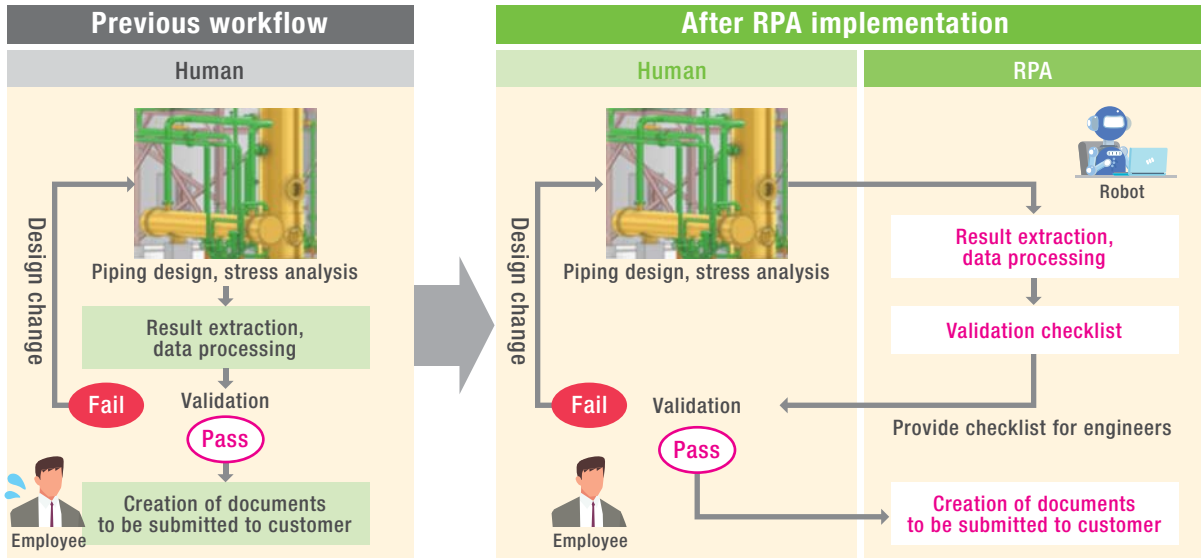 Previous workflow
Human
Piping design, stress analysis
Result extraction,
data processing
Design change
Fail
Validation
Pass
Creation of documents
to be submitted to customer
Employee
After RPA implementation
Human
RPA
Robot
Piping design, stress analysis
Result extraction,
data processing
Validation checklist
Design change
Fail
Validation
Provide checklist for engineers
Pass
Creation of documents
to be submitted to customer
Employee